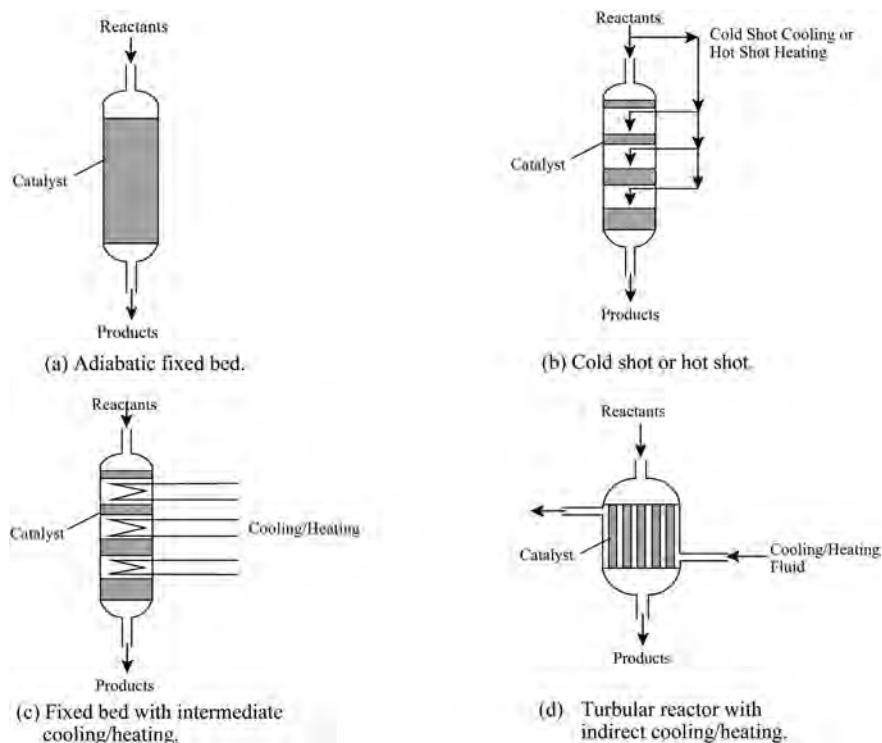 Reactants
Catalyst
Products
(a) Adiabatic fixed bed.
Reactants
Cold Shot Cooling or
Hot Shot Heating
Catalyst
Products
(b) Cold shot or hot shot.
Reactants
Catalyst
Cooling/Heating
Products
(c) Fixed bed with intermediate
cooling/heating.
Reactants
Catalyst
Cooling/Heating
Fluid
Products
(d) Turbular reactor with
indirect cooling/heating.